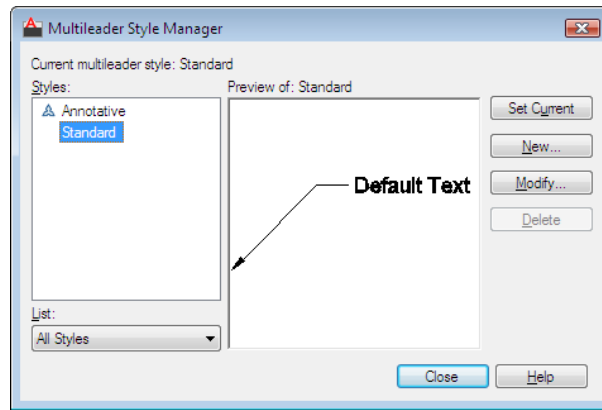 Multileader Style Manager
Current multileader style: Standard
Styles:
Preview of: Standard
Annotative
Standard
Default Text
Set Current
New...
Modify...
Delete
List:
All Styles
Close
Help